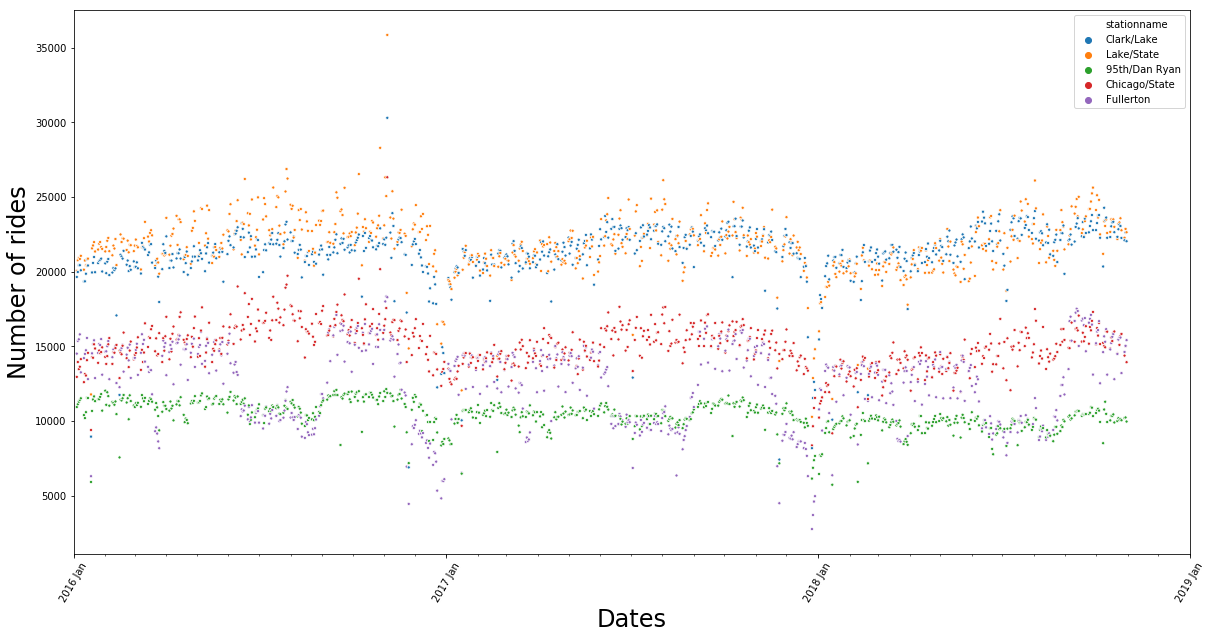 stationname
Clark/Lake
Lake/State
95th/Dan Ryan
Chicago/State
Fullerton
Number of rides
35000
30000
25000
20000
15000
10000
5000
2016 Jan
2017 Jan
2018 Jan
2019 Jan
Dates